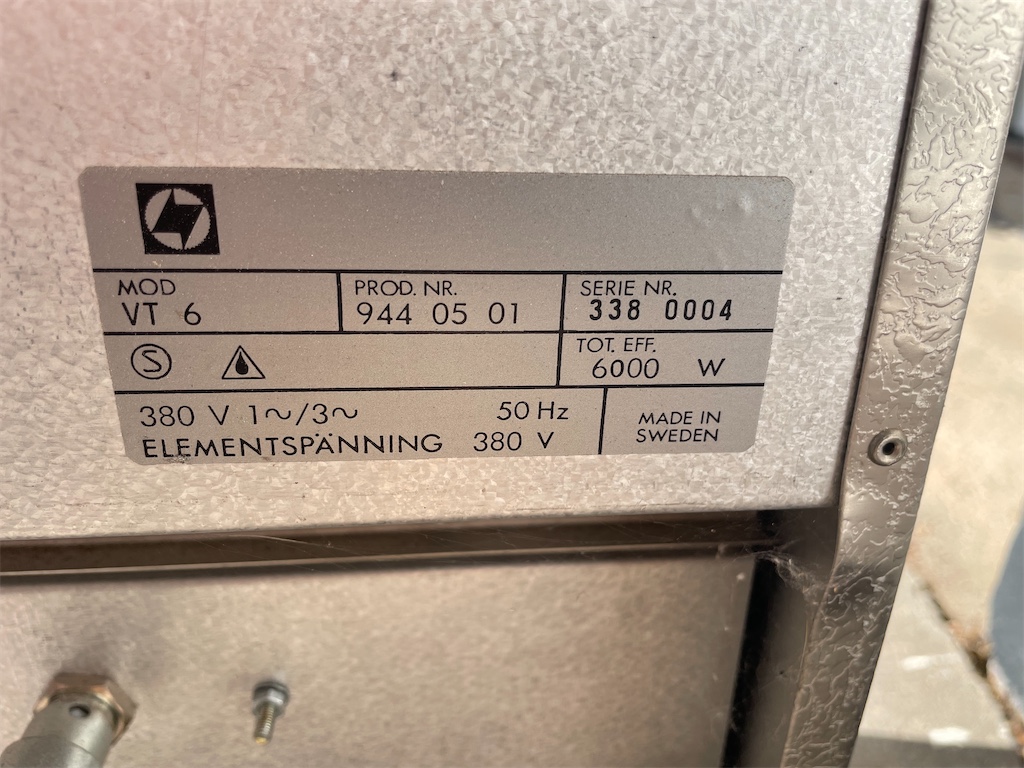 MOD
VT 6
PROD. NR.
944 05 01
SERIE NR.
338 0004
S
TOT. EFF.
6000 W
380 V 1~/3~ 50 Hz
ELEMENTSPÄNNING 380 V
MADE IN
SWEDEN